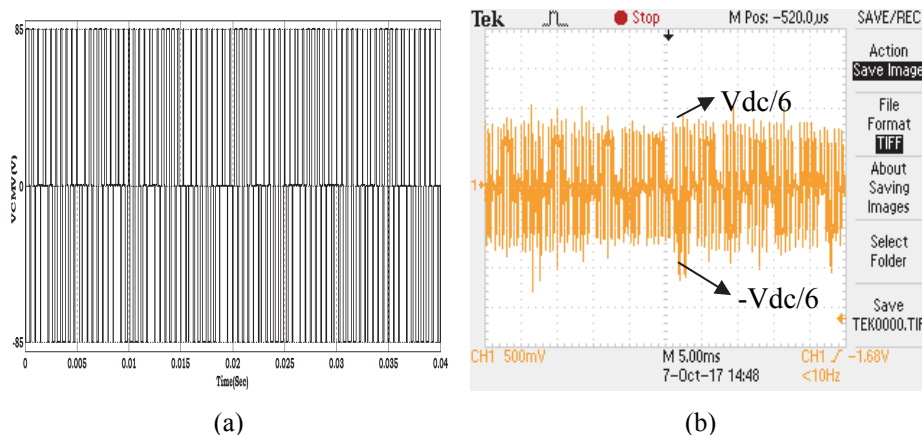 85
0
-85
0 0.005 0.01 0.015 0.02 0.025 0.03 0.035 0.04
Time(Sec)
(a)
Tek Stop M Pos: -520.0µs SAVE/REC
Action
Save Image
File
Format
TIFF
About
Saving
Images
Select
Folder
Save
TEK0000.TIF
Vdc/6
1
-Vdc/6
CH1 500mV M 5.00ms CH1 -1.68V
7-Oct-17 14:48 <10Hz
(b)